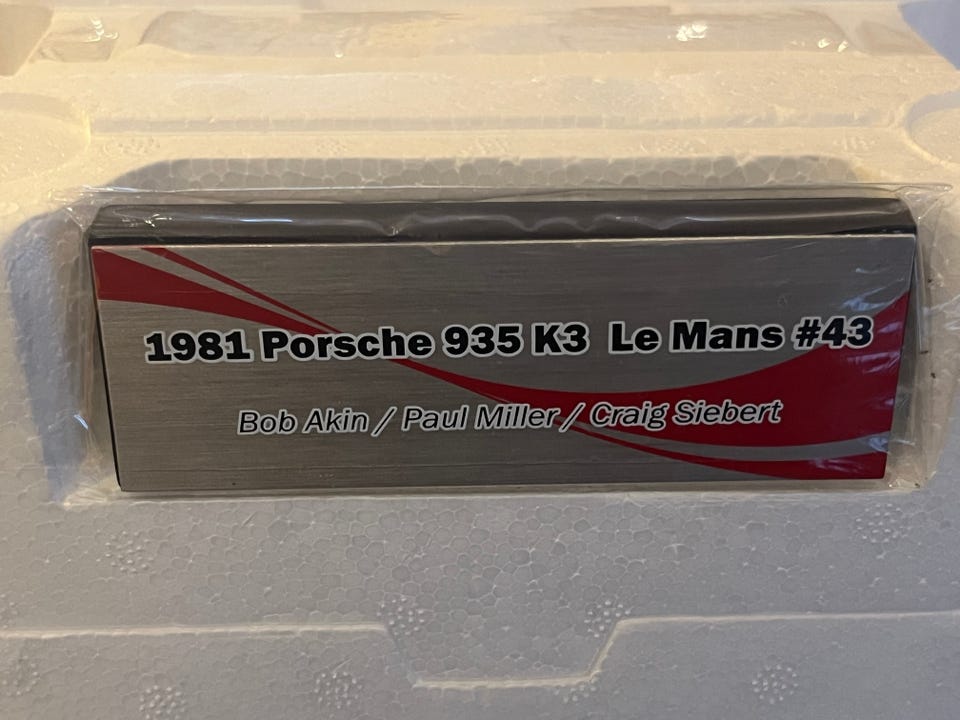 1981 Porsche 935 K3 Le Mans #43
Bob Akin / Paul Miller / Craig Siebert